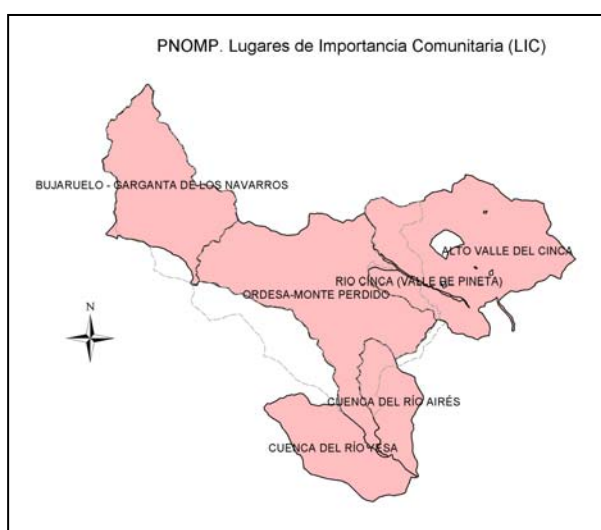 PNOMP. Lugares de Importancia Comunitaria (LIC)
BUJARUELO - GARGANTA DE LOS NAVARROS
ALTO VALLE DEL CINCA
RIO CINCA (VALLE DE PINETA)
ORDESA-MONTE PERDIDO
N
CUENCA DEL RÍO AIRÉS
CUENCA DEL RÍO YESA